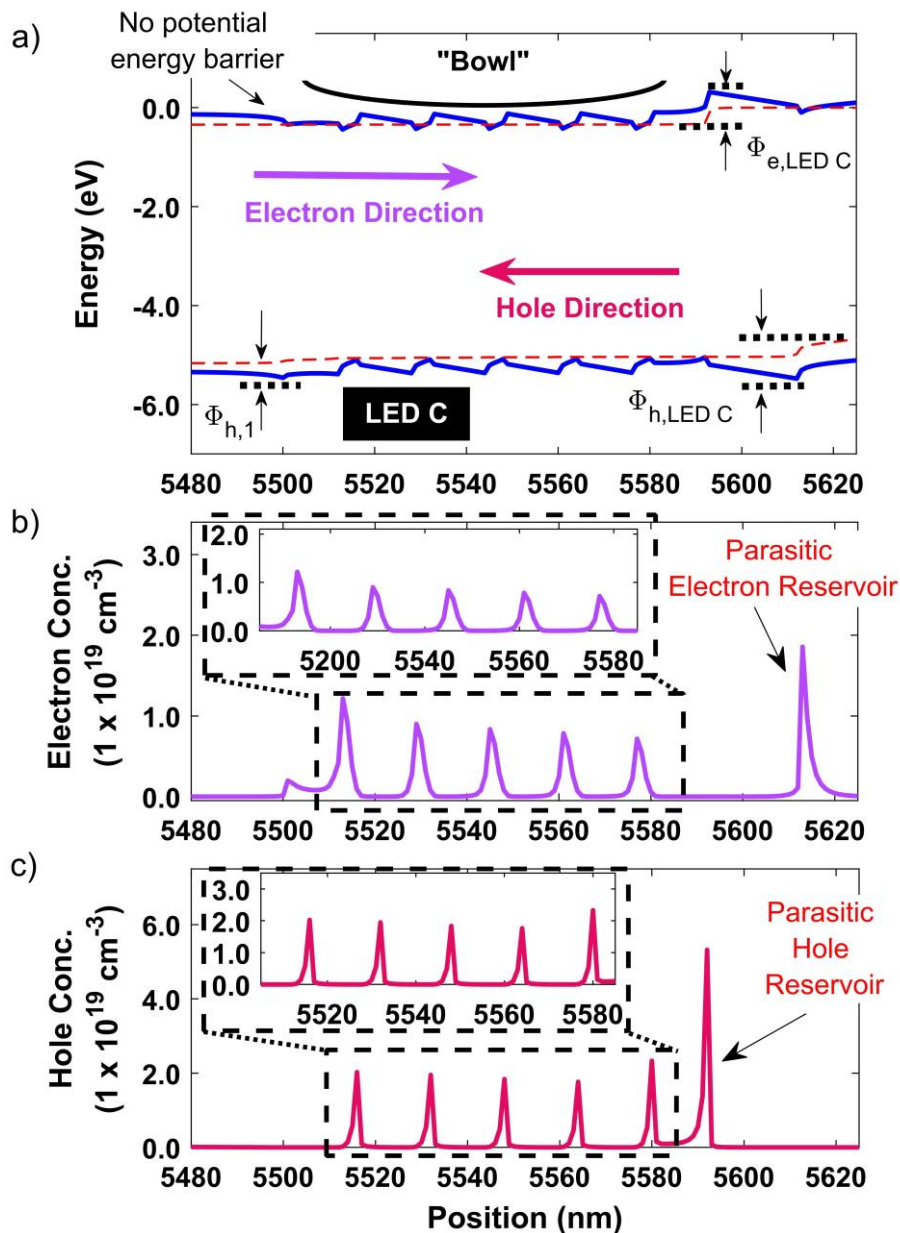 a)
No potential
energy barrier
"Bowl"
0.0
-2.0
-4.0
-6.0
Energy (eV)
Φe,LED C
Electron Direction
Hole Direction
Φh,1
LED C
Φh,LED C
5480 5500 5520 5540 5560 5580 5600 5620
b)
Electron Conc.
(1 x 10^19 cm^-3)
3.0
2.0
1.0
0.0
2.0
1.0
0.0
5200 5540 5560 5580
Parasitic
Electron Reservoir
5480 5500 5520 5540 5560 5580 5600 5620
c)
Hole Conc.
(1 x 10^19 cm^-3)
6.0
4.0
2.0
0.0
3.0
2.0
1.0
0.0
5520 5540 5560 5580
Parasitic
Hole
Reservoir
5480 5500 5520 5540 5560 5580 5600 5620
Position (nm)